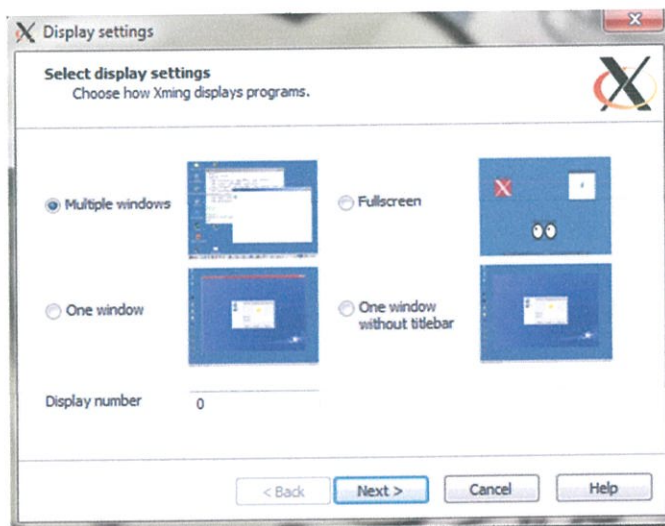 Display settings
Select display settings
Choose how Xming displays programs.
Multiple windows
Fullscreen
One window
One window
without titlebar
Display number
0
< Back
Next >
Cancel
Help